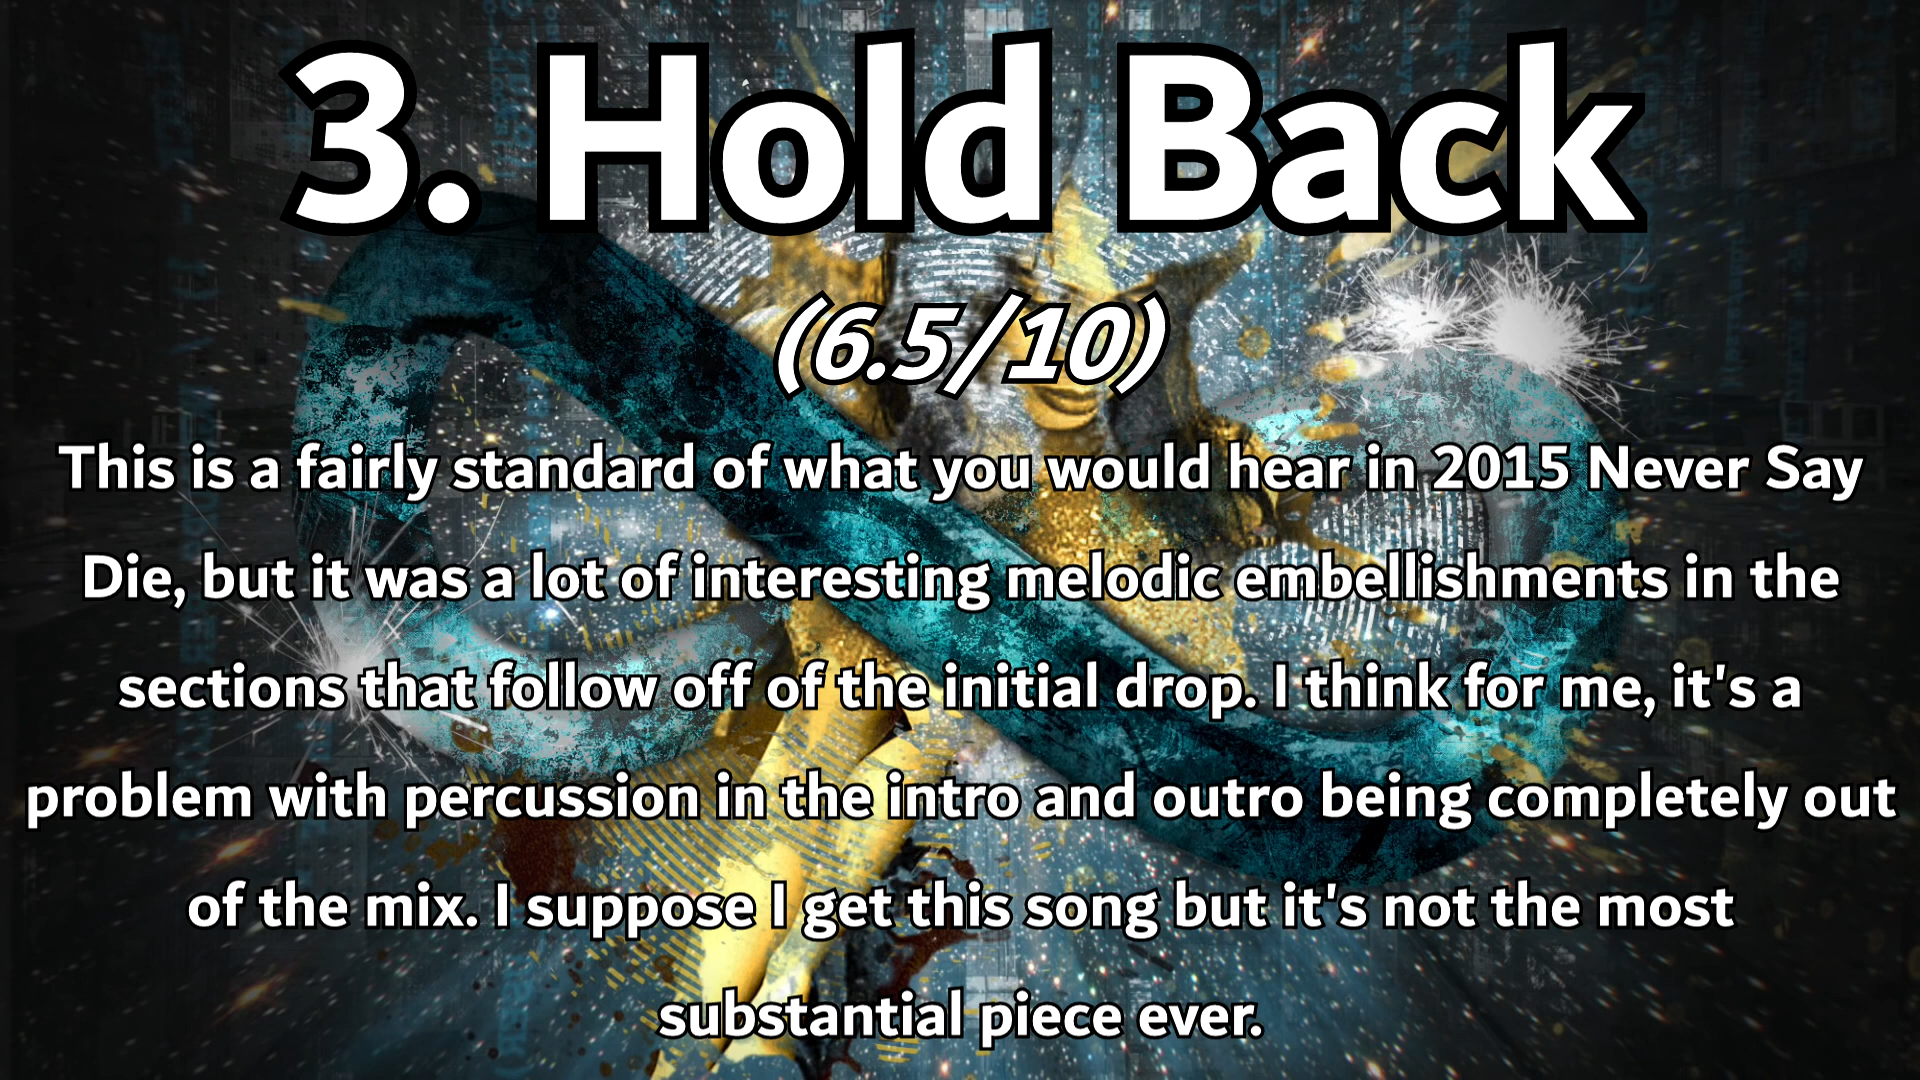 3. Hold Back
(6.5/10)
This is a fairly standard of what you would hear in 2015 Never Say
Die, but it was a lot of interesting melodic embellishments in the
sections that follow off of the initial drop. I think for me, it's a
problem with percussion in the intro and outro being completely out
of the mix. I suppose I get this song but it's not the most
substantial piece ever.